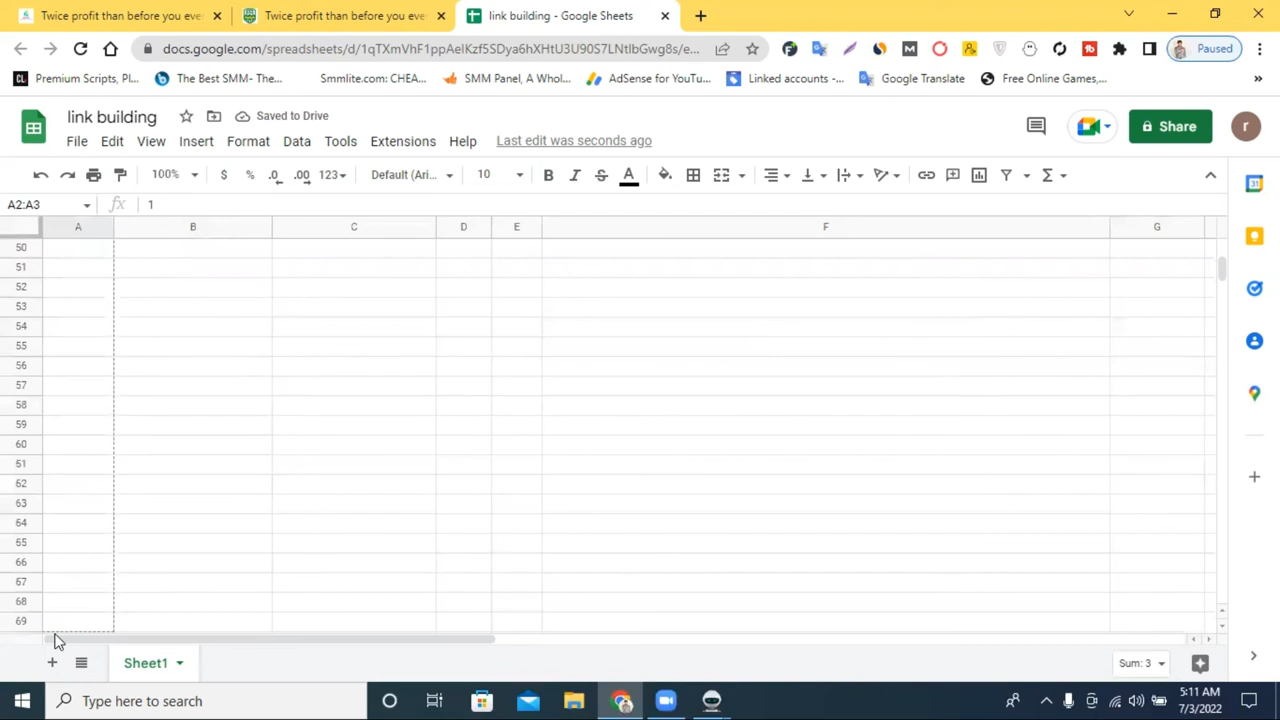 Twice profit than before you eve
Twice profit than before you ever
link building - Google Sheets
docs.google.com/spreadsheets/d/1qTXmVhF1ppAeIKzf5SDya6hXHtU3U90S7LNtIbGwg8s/e...
Paused
Premium Scripts, Pl...
The Best SMM- The...
Smmlite.com: CHEA...
SMM Panel, A Whol...
AdSense for YouTu...
Linked accounts -...
Google Translate
Free Online Games,...
»
link building
Saved to Drive
File Edit View Insert Format Data Tools Extensions Help Last edit was seconds ago
Share
r
100% $ % .0 .00 123 Default (Ari... 10 B I S A Σ
A2:A3 fx 1
A B C D E F G
50
51
52
53
54
55
56
57
58
59
60
51
62
63
64
65
66
67
68
69
Sheet1
Sum: 3
Type here to search
5:11 AM
7/3/2022